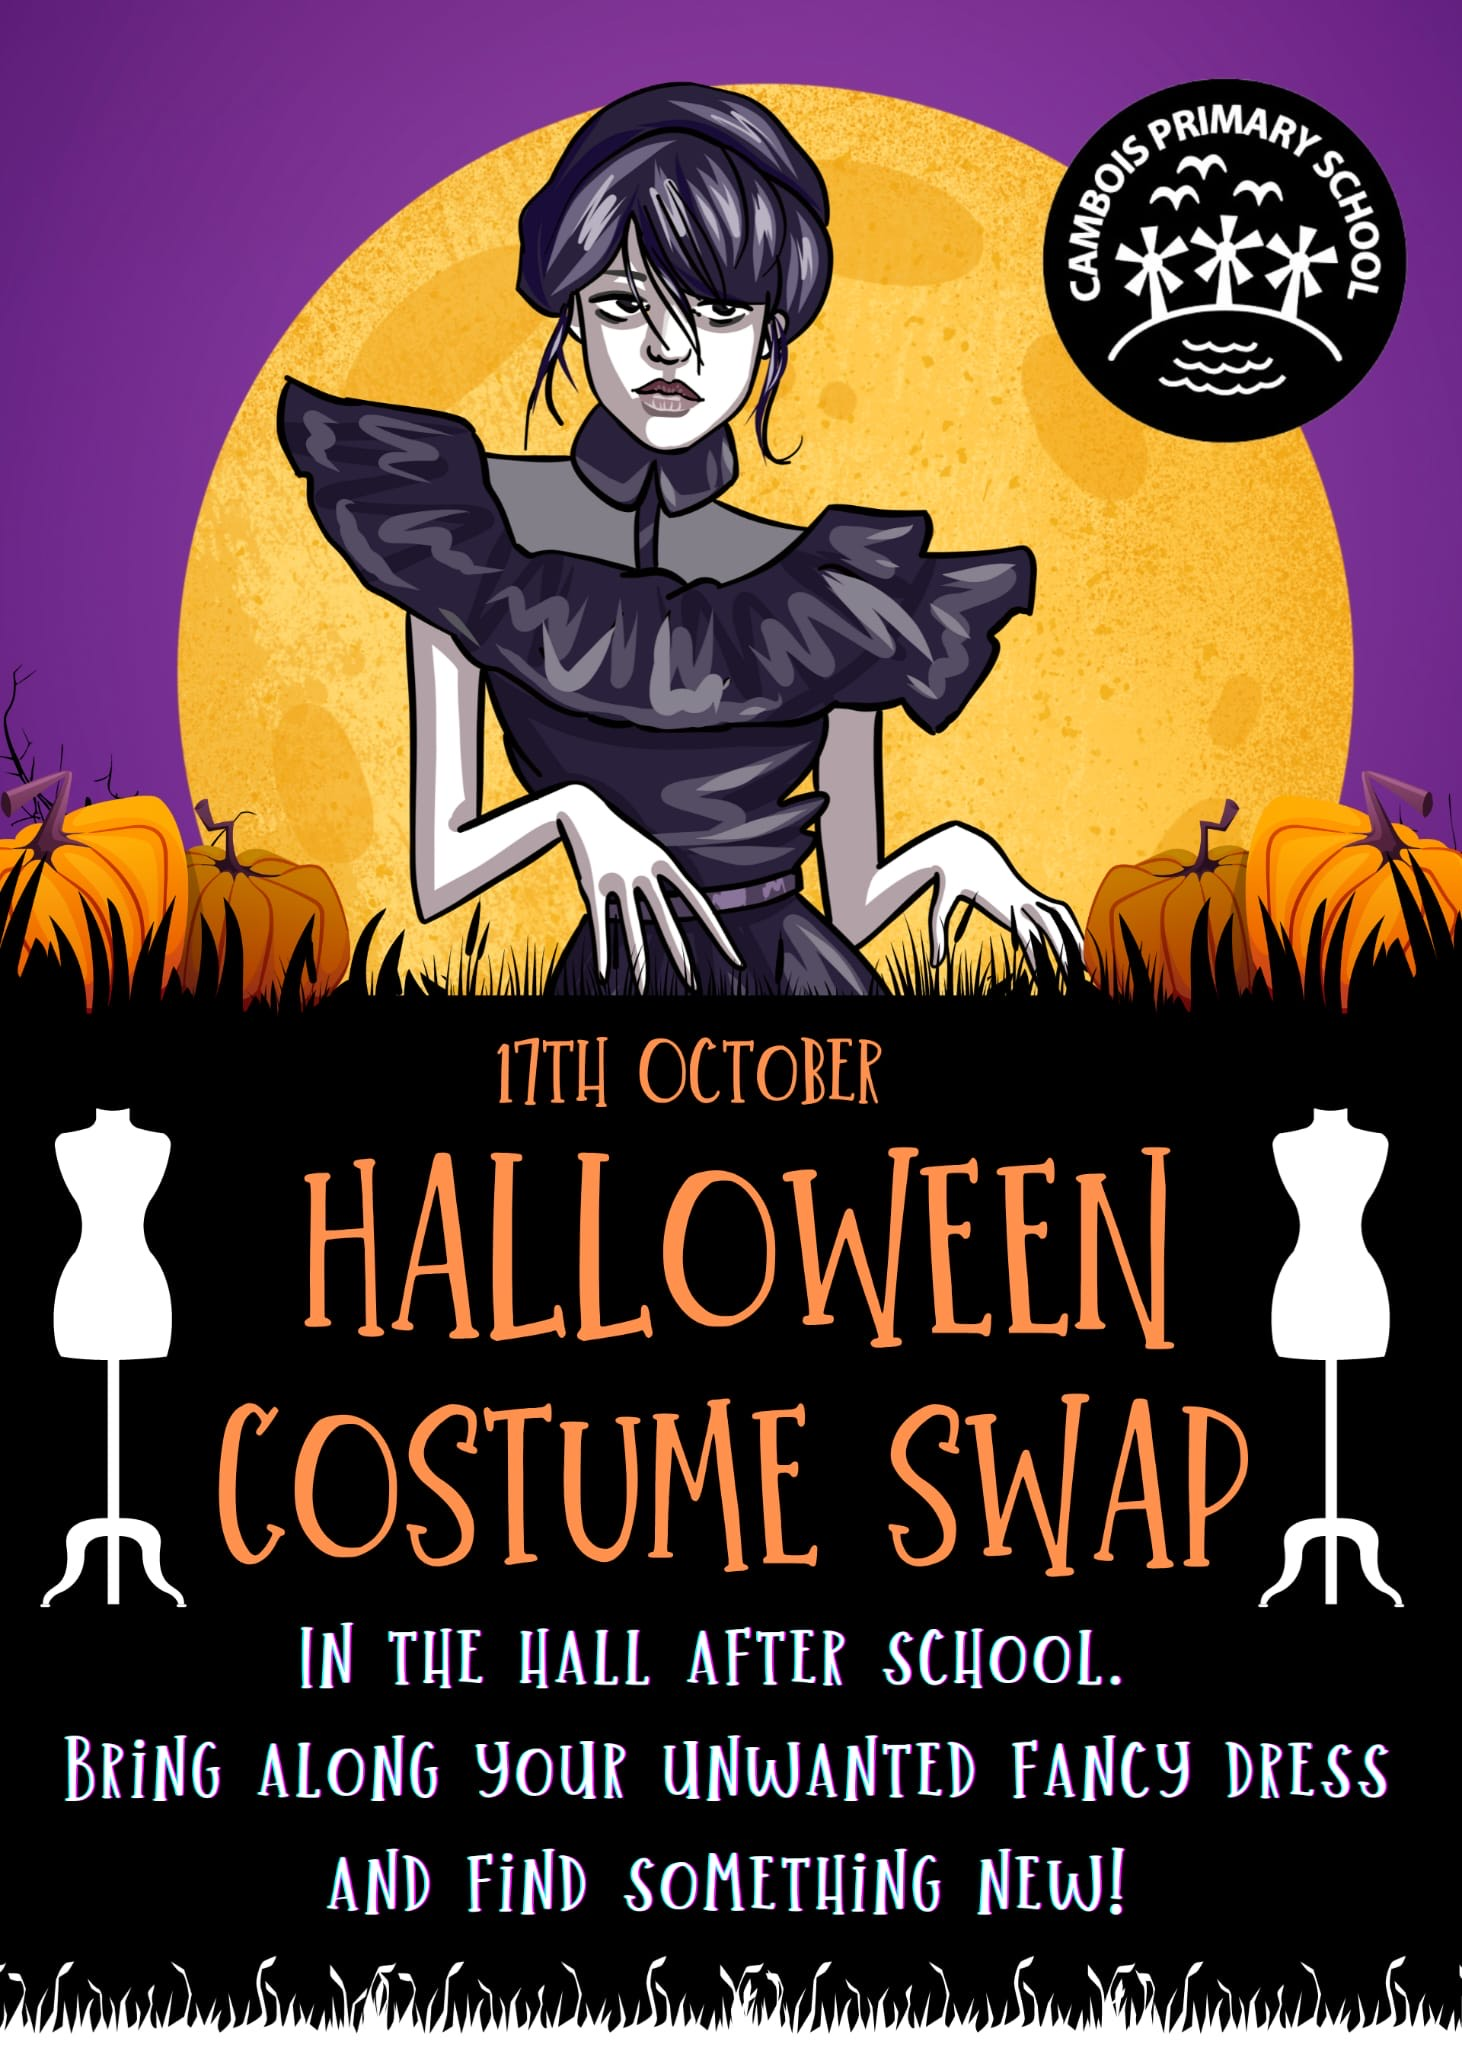 CAMBOIS PRIMARY SCHOOL
17TH OCTOBER
HALLOWEEN
COSTUME SWAP
IN THE HALL AFTER SCHOOL.
BRING ALONG YOUR UNWANTED FANCY DRESS
AND FIND SOMETHING NEW!